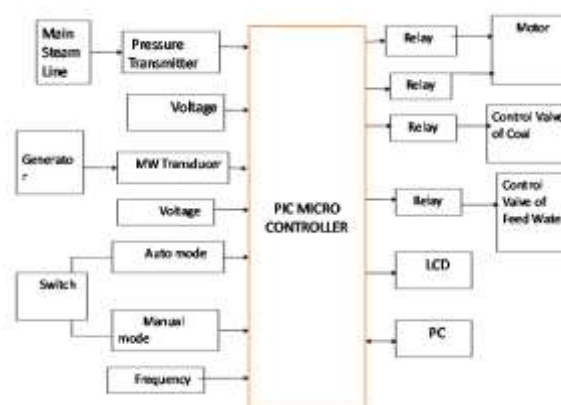 Main
Steam
Line
Pressure
Transmitter
Voltage
Generato
r
MW Transducer
Voltage
Switch
Auto mode
Manual
mode
Frequency
PIC MICRO
CONTROLLER
Relay
Motor
Relay
Relay
Control Valve
of Coal
Relay
Control
Valve of
Feed Water
LCD
PC